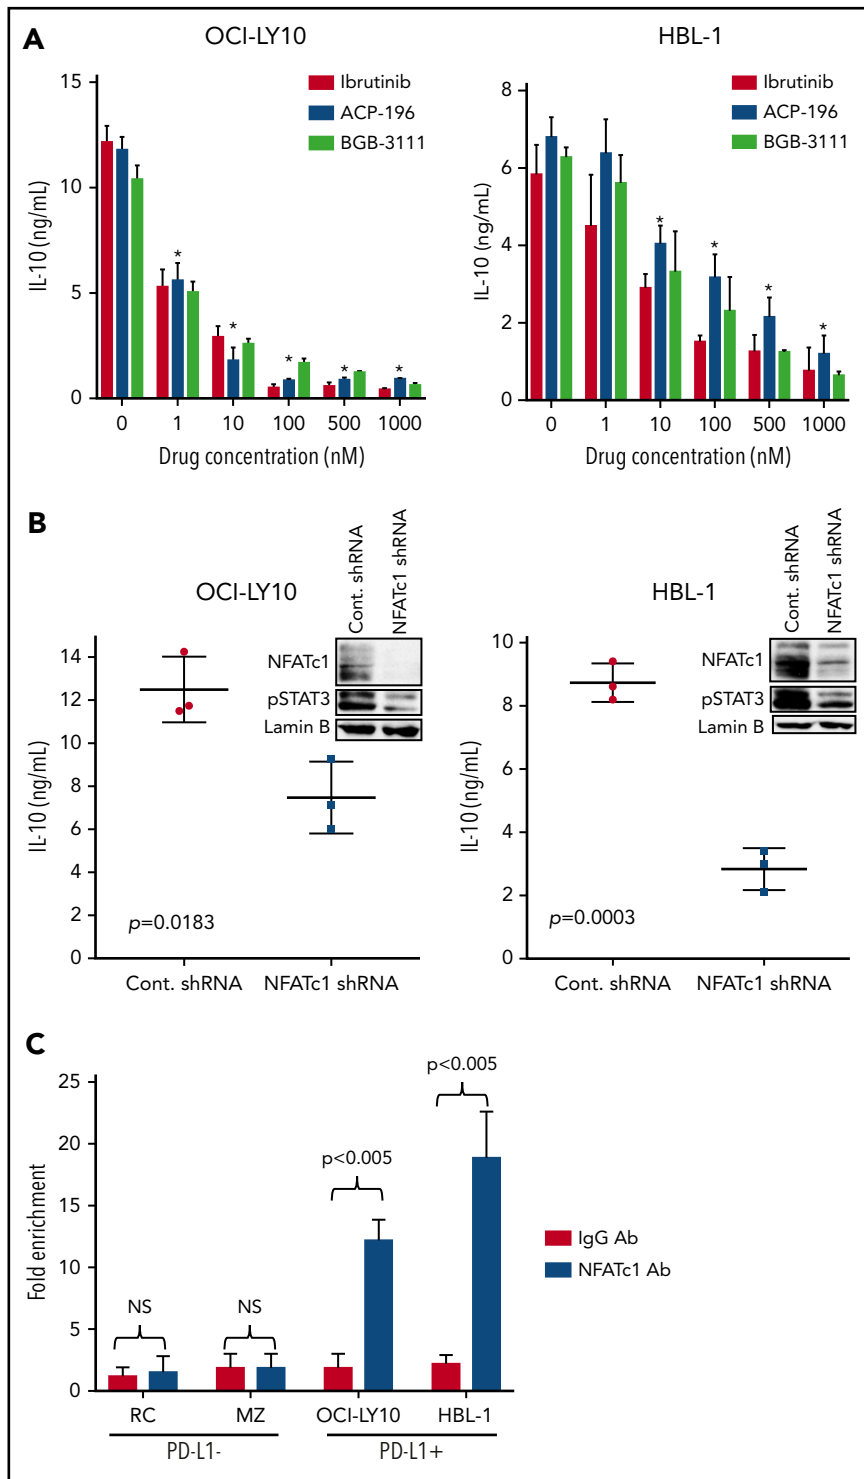 A
OCI-LY10
HBL-1
Ibrutinib
ACP-196
BGB-3111
15
10
5
0
IL-10 (ng/mL)
*
*
*
*
*
0 1 10 100 500 1000
Drug concentration (nM)
Ibrutinib
ACP-196
BGB-3111
8
6
4
2
0
IL-10 (ng/mL)
*
*
*
*
0 1 10 100 500 1000
Drug concentration (nM)
B
OCI-LY10
Cont. shRNA
NFATc1 shRNA
NFATc1
pSTAT3
Lamin B
14
12
10
8
6
4
2
0
IL-10 (ng/mL)
p=0.0183
Cont. shRNA NFATc1 shRNA
HBL-1
Cont. shRNA
NFATc1 shRNA
NFATc1
pSTAT3
Lamin B
10
8
6
4
2
0
IL-10 (ng/mL)
p=0.0003
Cont. shRNA NFATc1 shRNA
C
25
20
15
10
5
0
Fold enrichment
NS
NS
p<0.005
p<0.005
IgG Ab
NFATc1 Ab
RC MZ OCI-LY10 HBL-1
PD-L1- PD-L1+